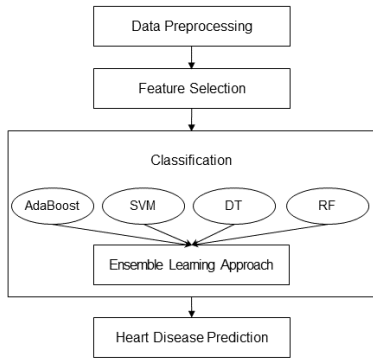 Data Preprocessing
Feature Selection
Classification
AdaBoost
SVM
DT
RF
Ensemble Learning Approach
Heart Disease Prediction